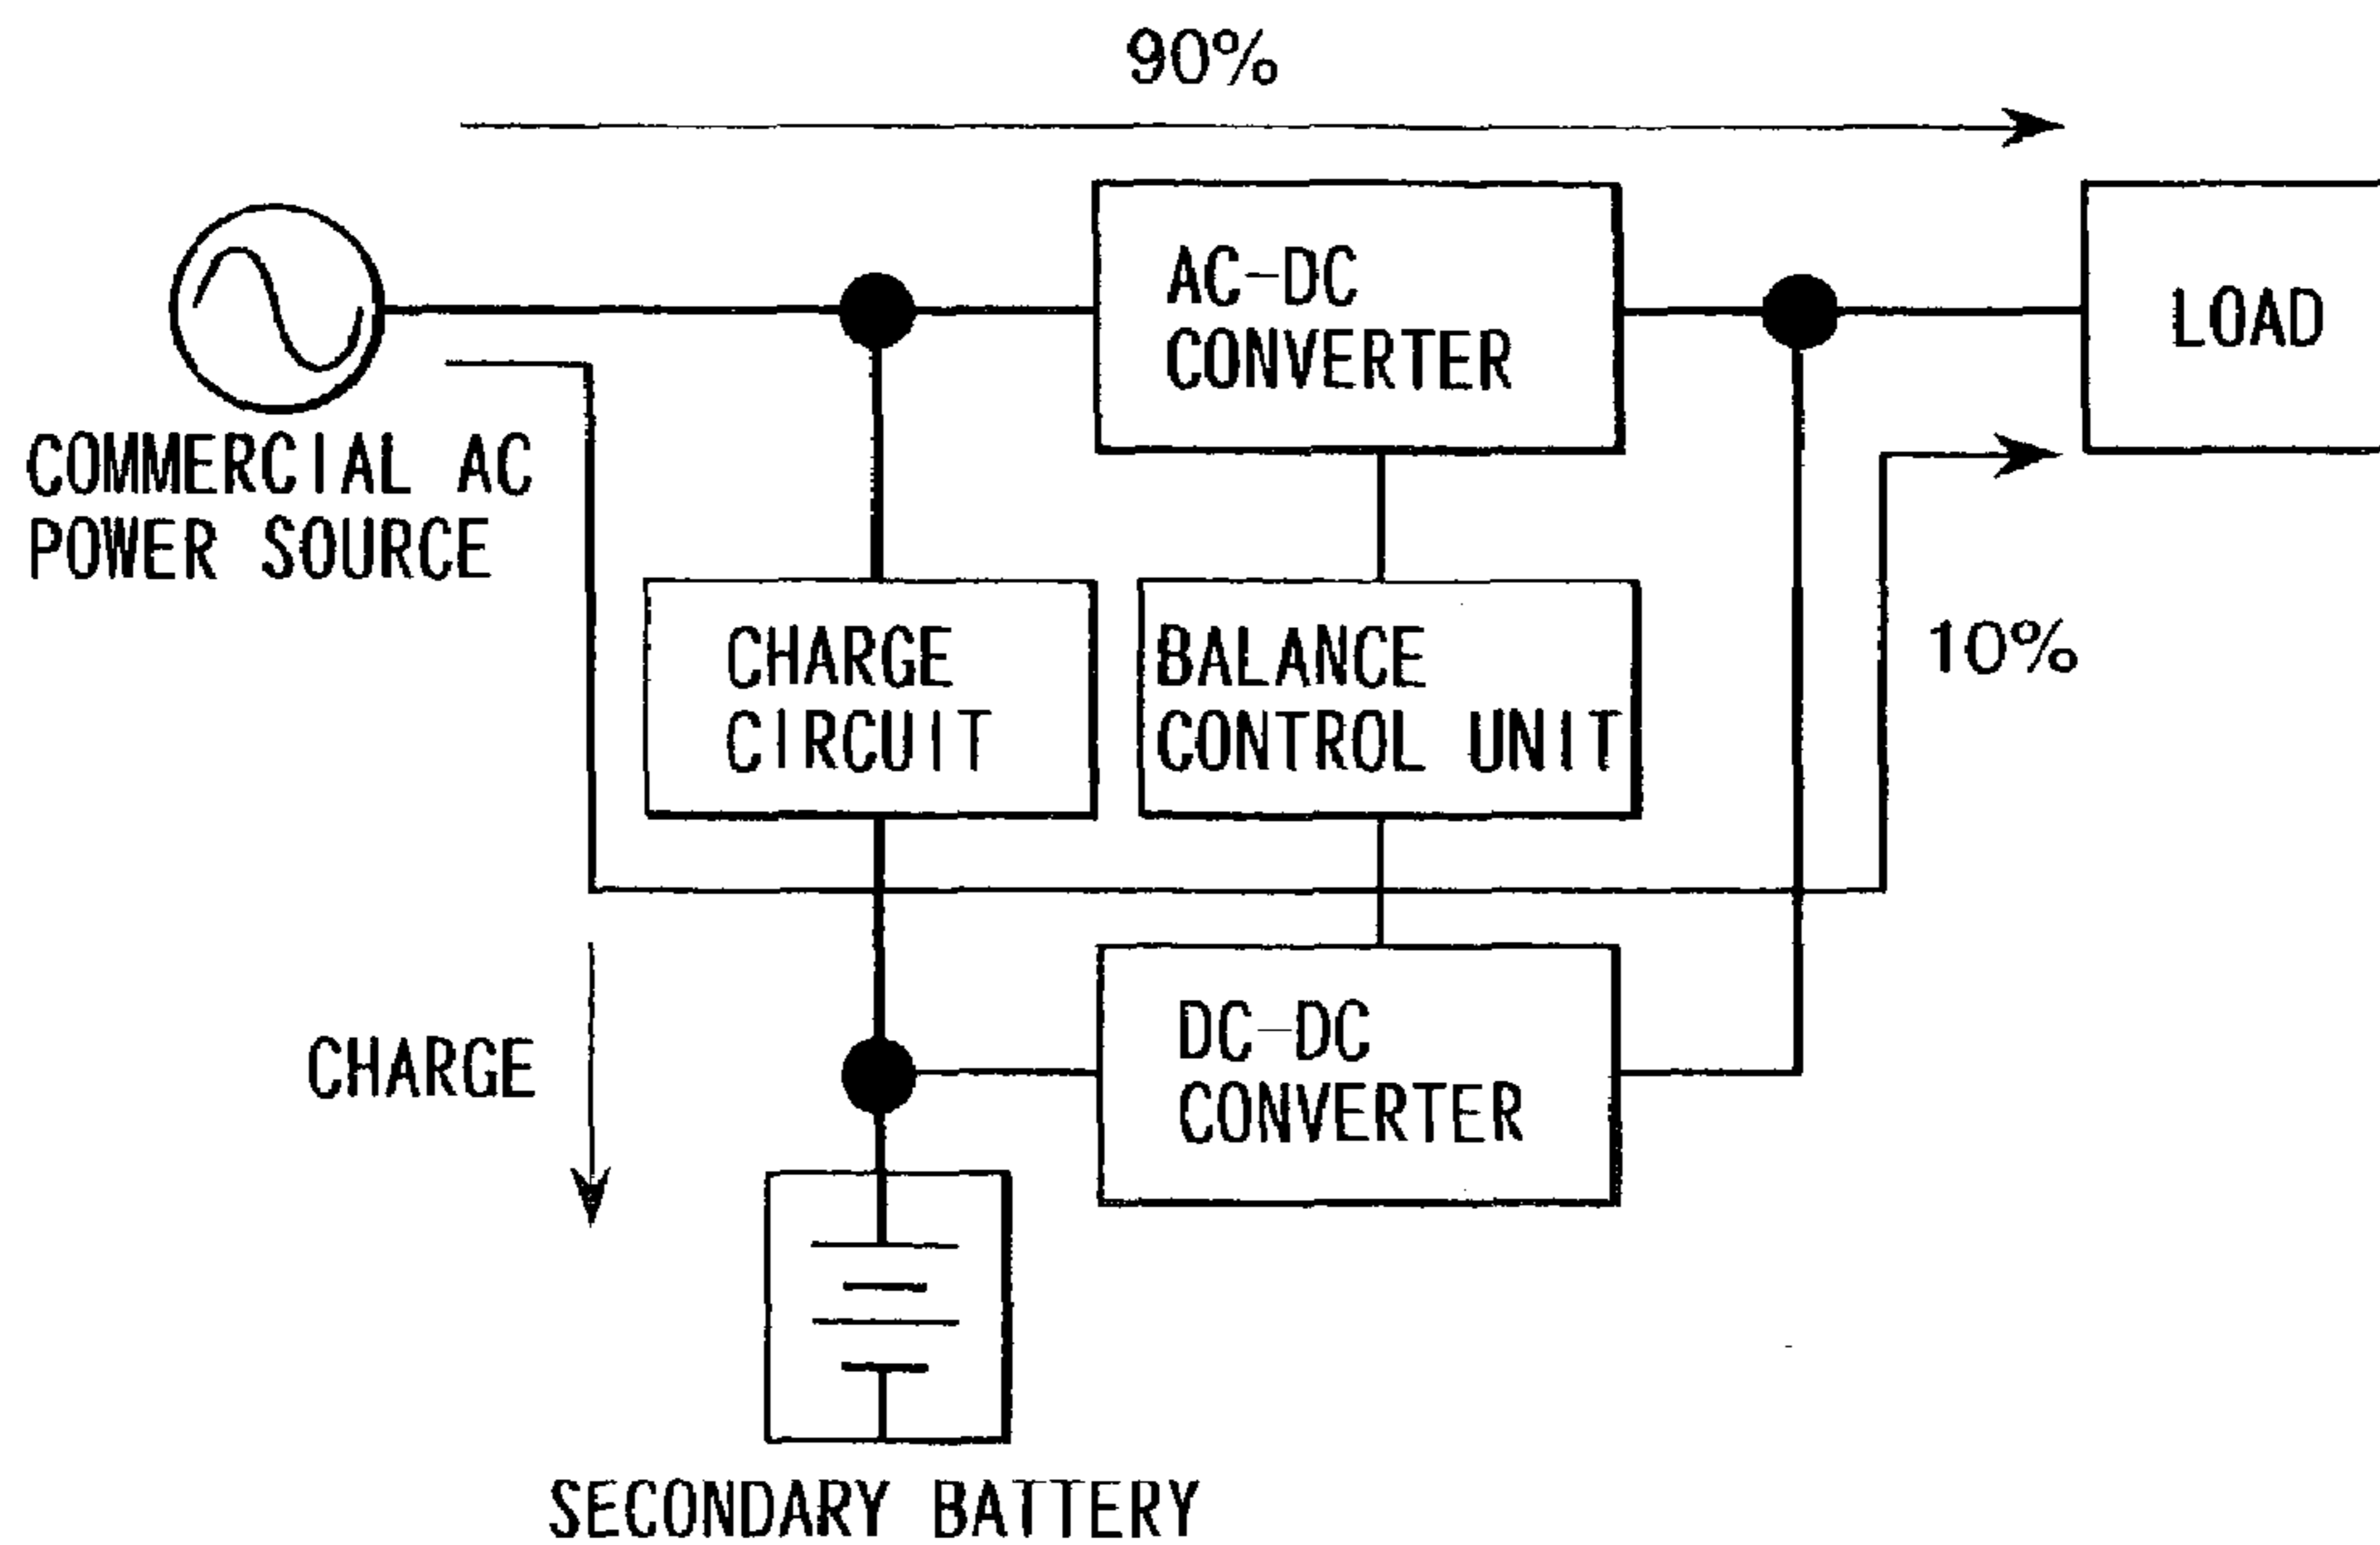 90%
AC-DC
CONVERTER
LOAD
COMMERCIAL AC
POWER SOURCE
CHARGE
CIRCUIT
BALANCE
CONTROL UNIT
10%
CHARGE
DC-DC
CONVERTER
SECONDARY BATTERY